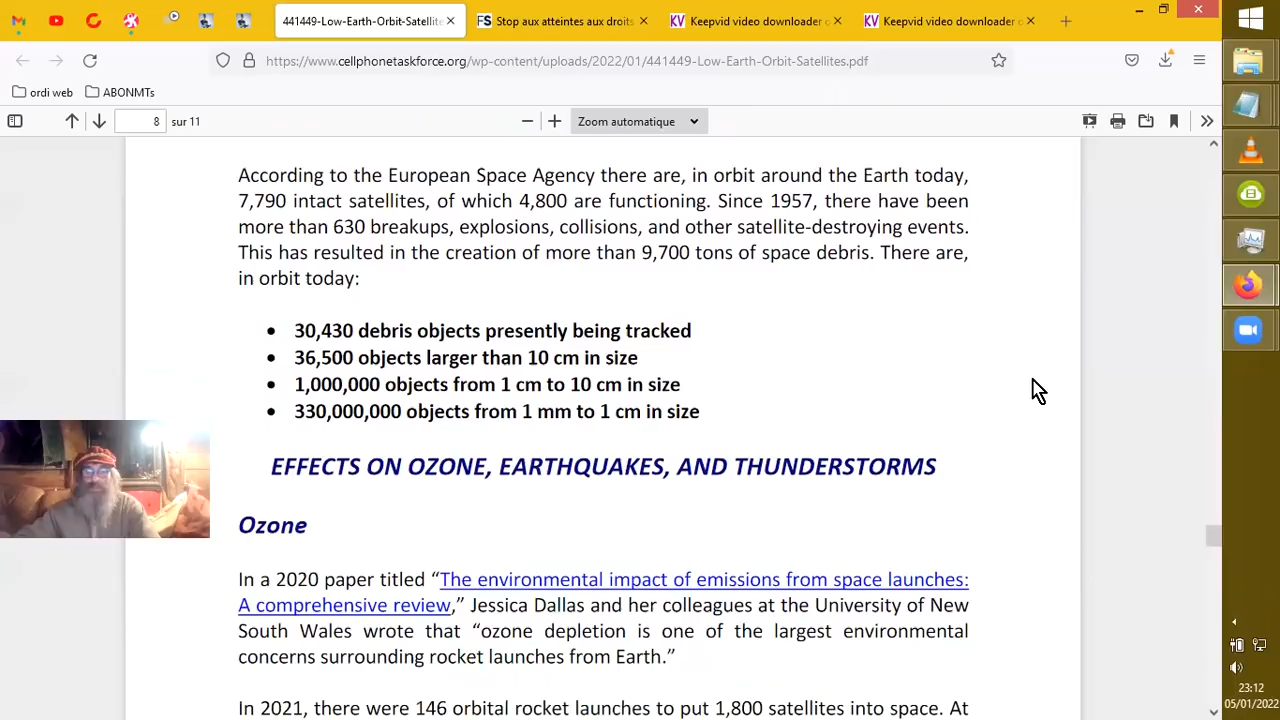 441449-Low-Earth-Orbit-Satellite
Stop aux atteintes aux droits
Keepvid video downloader o
Keepvid video downloader o
https://www.cellphonetaskforce.org/wp-content/uploads/2022/01/441449-Low-Earth-Orbit-Satellites.pdf
ordi web
ABONMTs
8 sur 11
Zoom automatique
According to the European Space Agency there are, in orbit around the Earth today,
7,790 intact satellites, of which 4,800 are functioning. Since 1957, there have been
more than 630 breakups, explosions, collisions, and other satellite-destroying events.
This has resulted in the creation of more than 9,700 tons of space debris. There are,
in orbit today:
• 30,430 debris objects presently being tracked
• 36,500 objects larger than 10 cm in size
• 1,000,000 objects from 1 cm to 10 cm in size
• 330,000,000 objects from 1 mm to 1 cm in size
EFFECTS ON OZONE, EARTHQUAKES, AND THUNDERSTORMS
Ozone
In a 2020 paper titled “The environmental impact of emissions from space launches:
A comprehensive review,” Jessica Dallas and her colleagues at the University of New
South Wales wrote that “ozone depletion is one of the largest environmental
concerns surrounding rocket launches from Earth.”
In 2021, there were 146 orbital rocket launches to put 1,800 satellites into space. At
23:12
05/01/2022